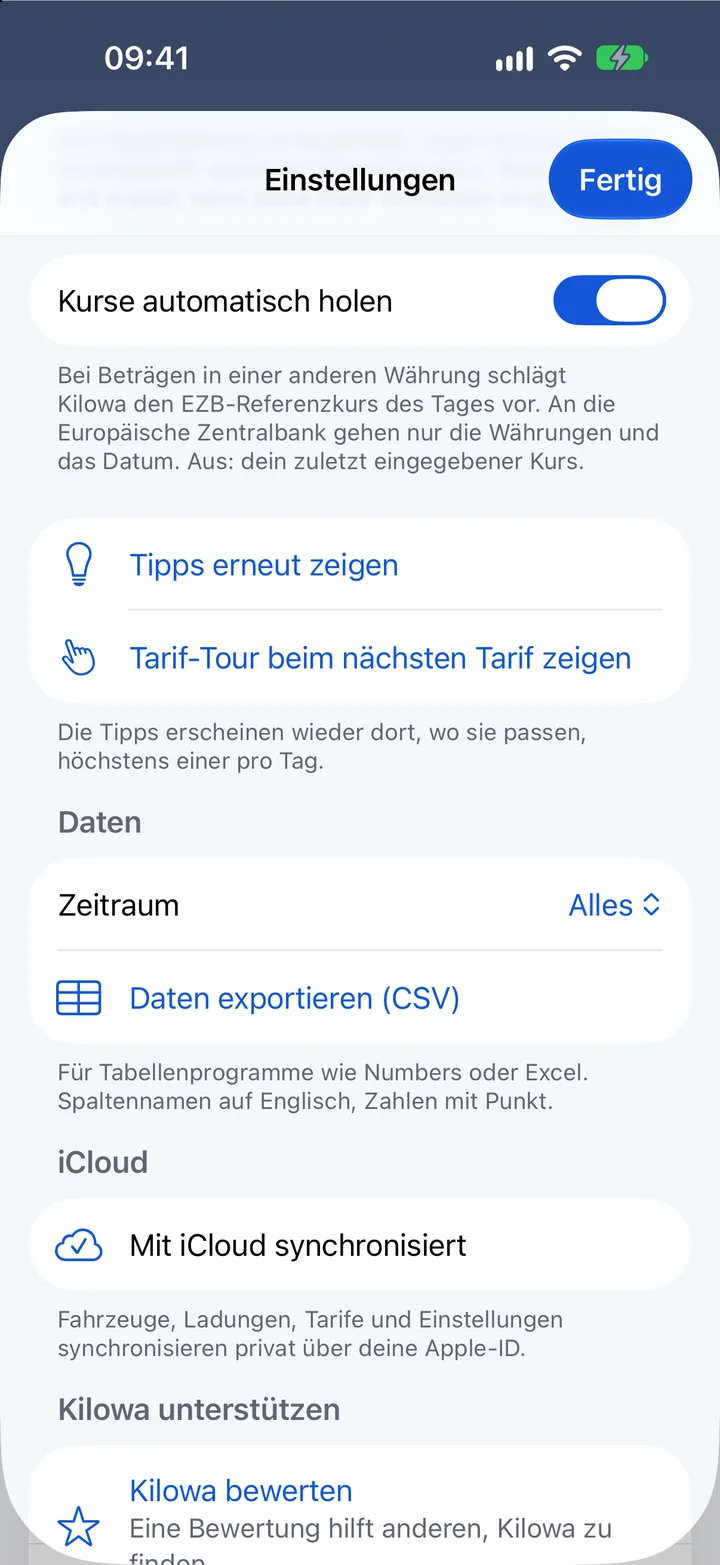 09:41
Einstellungen
Fertig
Kurse automatisch holen
Bei Beträgen in einer anderen Währung schlägt
Kilowa den EZB-Referenzkurs des Tages vor. An die
Europäische Zentralbank gehen nur die Währungen und
das Datum. Aus: dein zuletzt eingegebener Kurs.
Tipps erneut zeigen
Tarif-Tour beim nächsten Tarif zeigen
Die Tipps erscheinen wieder dort, wo sie passen,
höchstens einer pro Tag.
Daten
Zeitraum
Alles
Daten exportieren (CSV)
Für Tabellenprogramme wie Numbers oder Excel.
Spaltennamen auf Englisch, Zahlen mit Punkt.
iCloud
Mit iCloud synchronisiert
Fahrzeuge, Ladungen, Tarife und Einstellungen
synchronisieren privat über deine Apple-ID.
Kilowa unterstützen
Kilowa bewerten
Eine Bewertung hilft anderen, Kilowa zu
finden